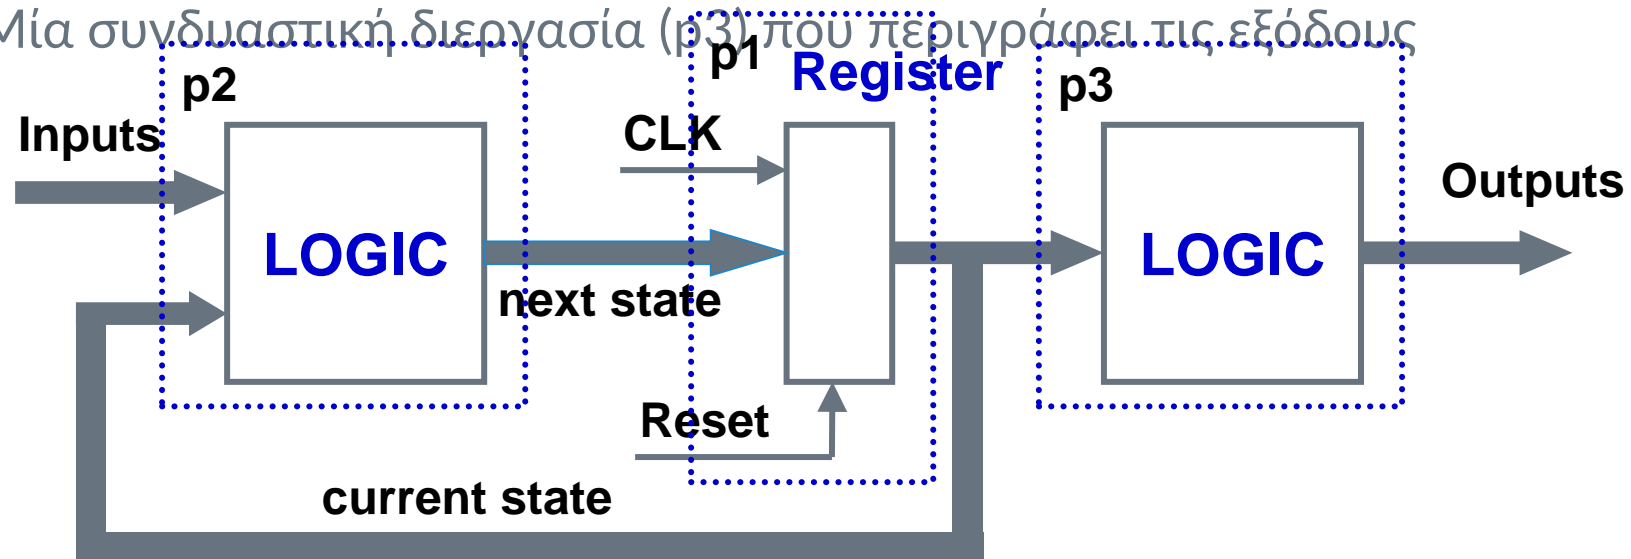 Μία συνδυαστική διεργασία (p3) που περιγράφει τις εξόδους
p1
Register
p2
p3
Inputs
CLK
Outputs
LOGIC
LOGIC
next state
Reset
current state